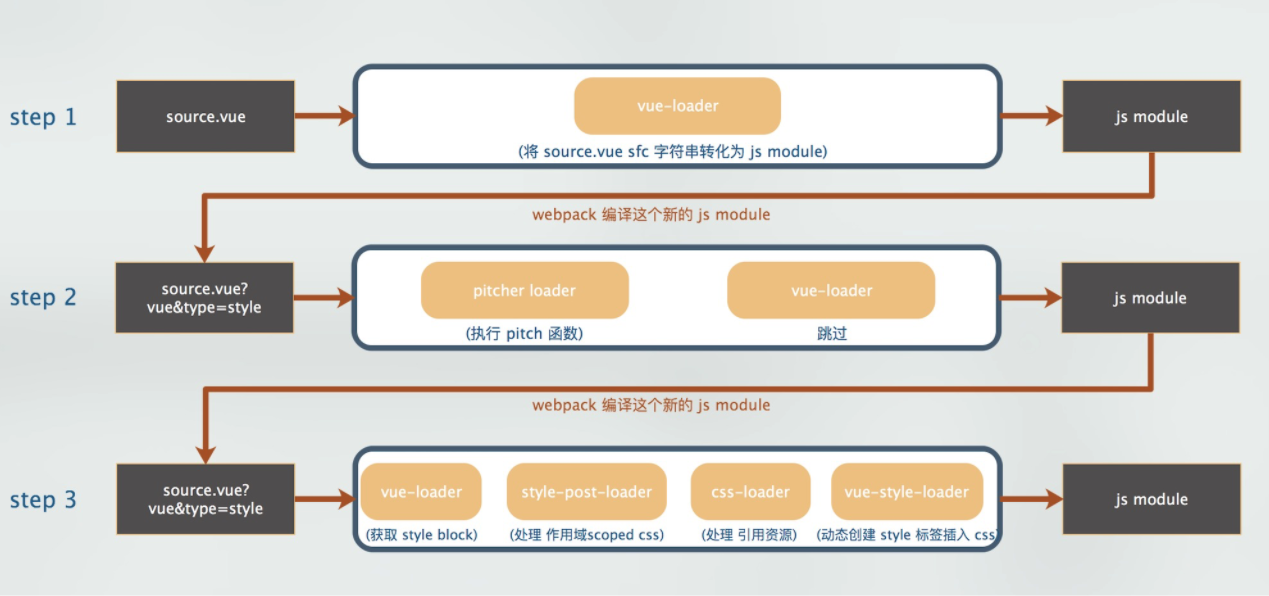 step 1
source.vue
vue-loader
(将 source.vue sfc 字符串转化为 js module)
js module
webpack 编译这个新的 js module
step 2
source.vue?
vue&type=style
pitcher loader
(执行 pitch 函数)
vue-loader
跳过
js module
webpack 编译这个新的 js module
step 3
source.vue?
vue&type=style
vue-loader
(获取 style block)
style-post-loader
(处理 作用域scoped css)
css-loader
(处理 引用资源)
vue-style-loader
(动态创建 style 标签插入 css)
js module